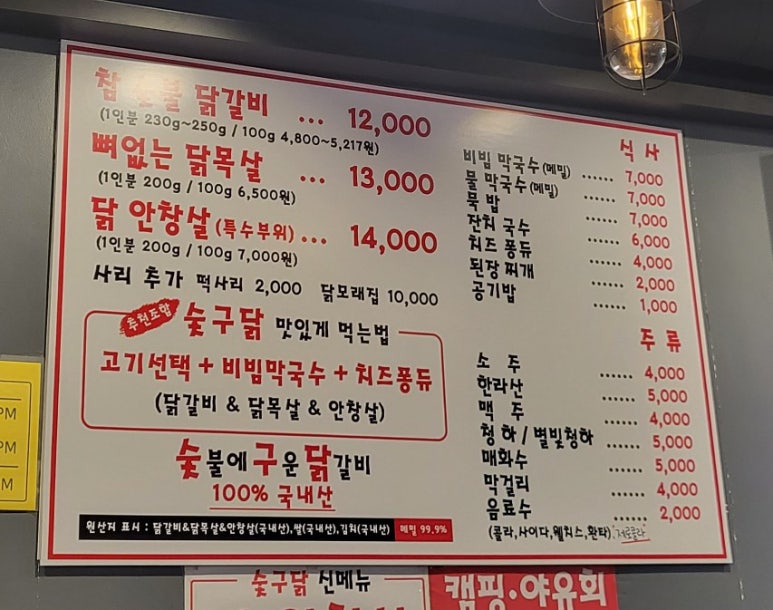 참 숯불 닭갈비 ... 12,000
(1인분 230g~250g / 100g 4,800~5,217원)
뼈없는 닭목살 ... 13,000
(1인분 200g / 100g 6,500원)
닭 안창살 (특수부위) ... 14,000
(1인분 200g / 100g 7,000원)
사리 추가 떡사리 2,000 닭모래집 10,000
추천조합 숯구닭 맛있게 먹는법
고기선택 + 비빔막국수 + 치즈퐁듀
(닭갈비 & 닭목살 & 안창살)
숯불에 구운 닭갈비
100% 국내산
원산지 표시 : 닭갈비&닭목살&안창살(국내산),쌀(국내산),김치(국내산) 메밀 99.9%
식 사
비빔 막국수 (메밀) ...... 7,000
물 막국수 (메밀) ...... 7,000
묵 밥 ...... 7,000
잔치 국수 ...... 6,000
치즈 퐁듀 ...... 4,000
된장 찌개 ...... 2,000
공기밥 ...... 1,000
주 류
소 주 ...... 4,000
한라산 ...... 5,000
맥 주 ...... 4,000
청 하 / 별빛청하 ...... 5,000
매화수 ...... 5,000
막걸리 ...... 4,000
음료수 ...... 2,000
(콜라,사이다,웰치스,환타) 제로콜라
PM
PM
M
숯구닭 신메뉴
캠핑·야유회